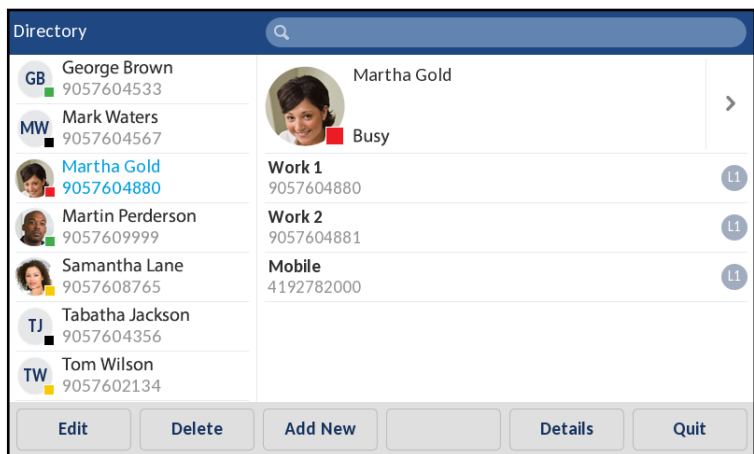 Directory
GB
George Brown
9057604533
MW
Mark Waters
9057604567
Martha Gold
9057604880
Martin Perderson
9057609999
Samantha Lane
9057608765
TJ
Tabatha Jackson
9057604356
TW
Tom Wilson
9057602134
Martha Gold
Busy
Work 1
9057604880
L1
Work 2
9057604881
L1
Mobile
4192782000
L1
Edit Delete Add New Details Quit